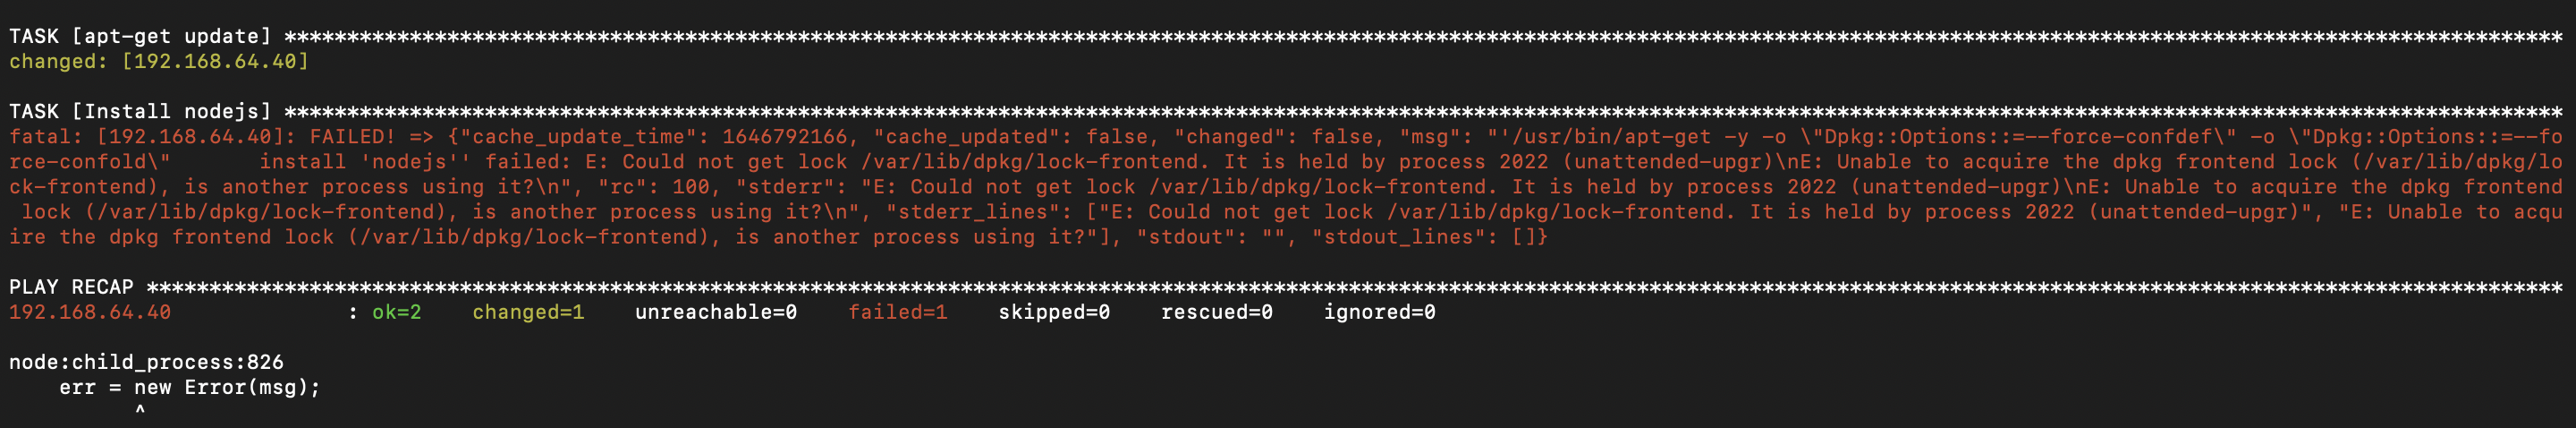 TASK [apt-get update] **************************************************************************************************************************************************************************************
changed: [192.168.64.40]
TASK [Install nodejs] **************************************************************************************************************************************************************************************
fatal: [192.168.64.40]: FAILED! => {"cache_update_time": 1646792166, "cache_updated": false, "changed": false, "msg": "'/usr/bin/apt-get -y -o \"Dpkg::Options::=--force-confdef\" -o \"Dpkg::Options::=--fo
rce-confold\"       install 'nodejs'' failed: E: Could not get lock /var/lib/dpkg/lock-frontend. It is held by process 2022 (unattended-upgr)\nE: Unable to acquire the dpkg frontend lock (/var/lib/dpkg/lo
ck-frontend), is another process using it?\n", "rc": 100, "stderr": "E: Could not get lock /var/lib/dpkg/lock-frontend. It is held by process 2022 (unattended-upgr)\nE: Unable to acquire the dpkg frontend
 lock (/var/lib/dpkg/lock-frontend), is another process using it?\n", "stderr_lines": ["E: Could not get lock /var/lib/dpkg/lock-frontend. It is held by process 2022 (unattended-upgr)", "E: Unable to acqu
ire the dpkg frontend lock (/var/lib/dpkg/lock-frontend), is another process using it?"], "stdout": "", "stdout_lines": []}
PLAY RECAP *************************************************************************************************************************************************************************************************
192.168.64.40              : ok=2    changed=1    unreachable=0    failed=1    skipped=0    rescued=0    ignored=0
node:child_process:826
    err = new Error(msg);
          ^